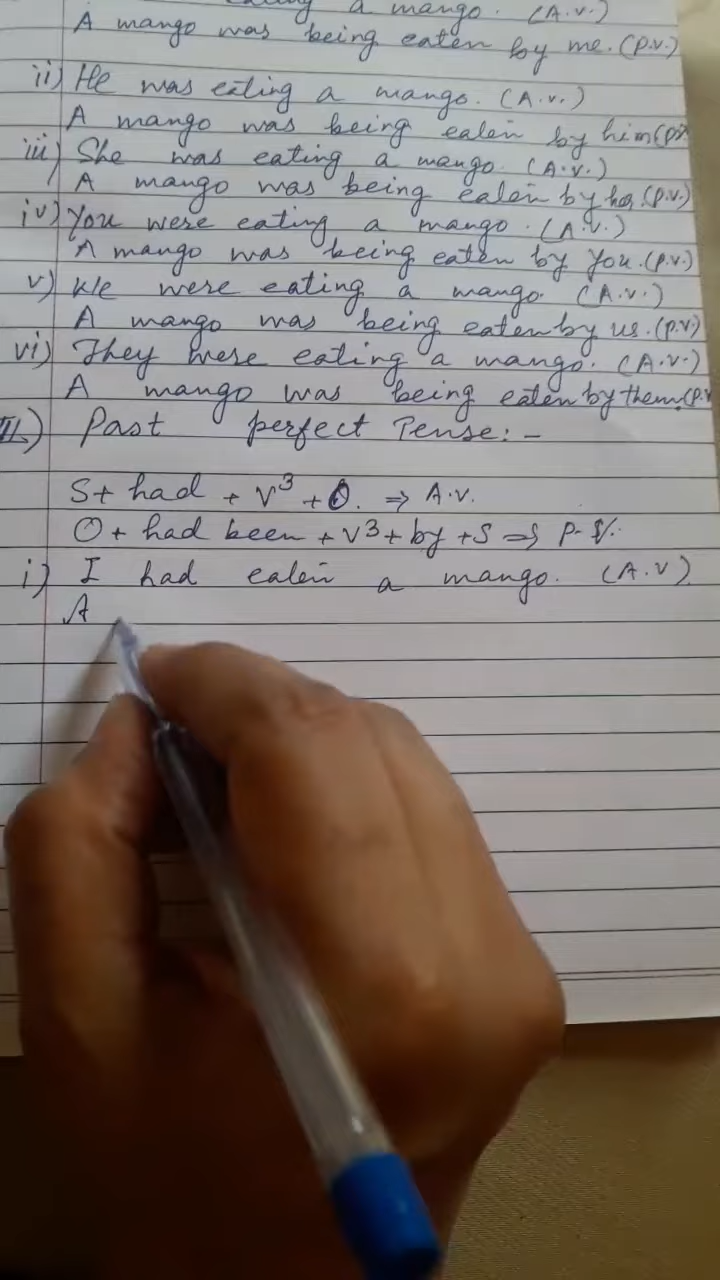 a mango. (A.V.)
A mango was being eaten by me. (P.V.)
ii) He was eating a mango. (A.V.)
A mango was being eaten by him (P.V
iii) She was eating a mango. (A.V.)
A mango was being eaten by her. (P.V.)
iv) You were eating a mango. (A.V.)
A mango was being eaten by you. (P.V.)
v) We were eating a mango. (A.V.)
A mango was being eaten by us. (P.V)
vi) They were eating a mango. (A.V.)
A mango was being eaten by them. (P.V
III.) Past perfect Tense:-
S + had + V³ + O. ⇒ A.V.
O + had been + V³ + by + S ⇒ P.V.
i) I had eaten a mango. (A.V).
A